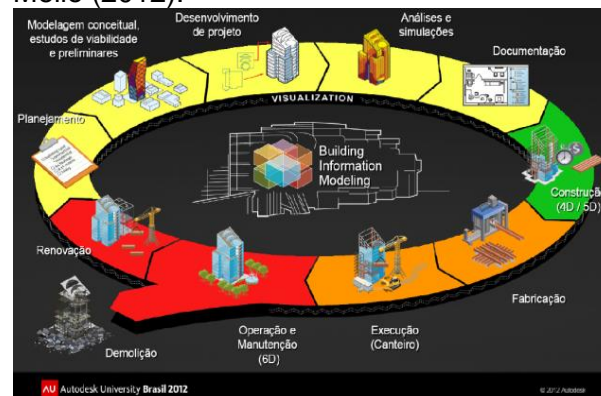 Mello (2012).
Modelagem conceitual,
estudos de viabilidade
e preliminares
Desenvolvimento
de projeto
Análises e
simulações
Documentação
VISUALIZATION
Planejamento
Building
Information
Modeling
Construção
(4D / 5D)
Renovação
Fabricação
Demolição
Operação e
Manutenção
(6D)
Execução
(Canteiro)
AU Autodesk University Brasil 2012
© 2012 Autodesk